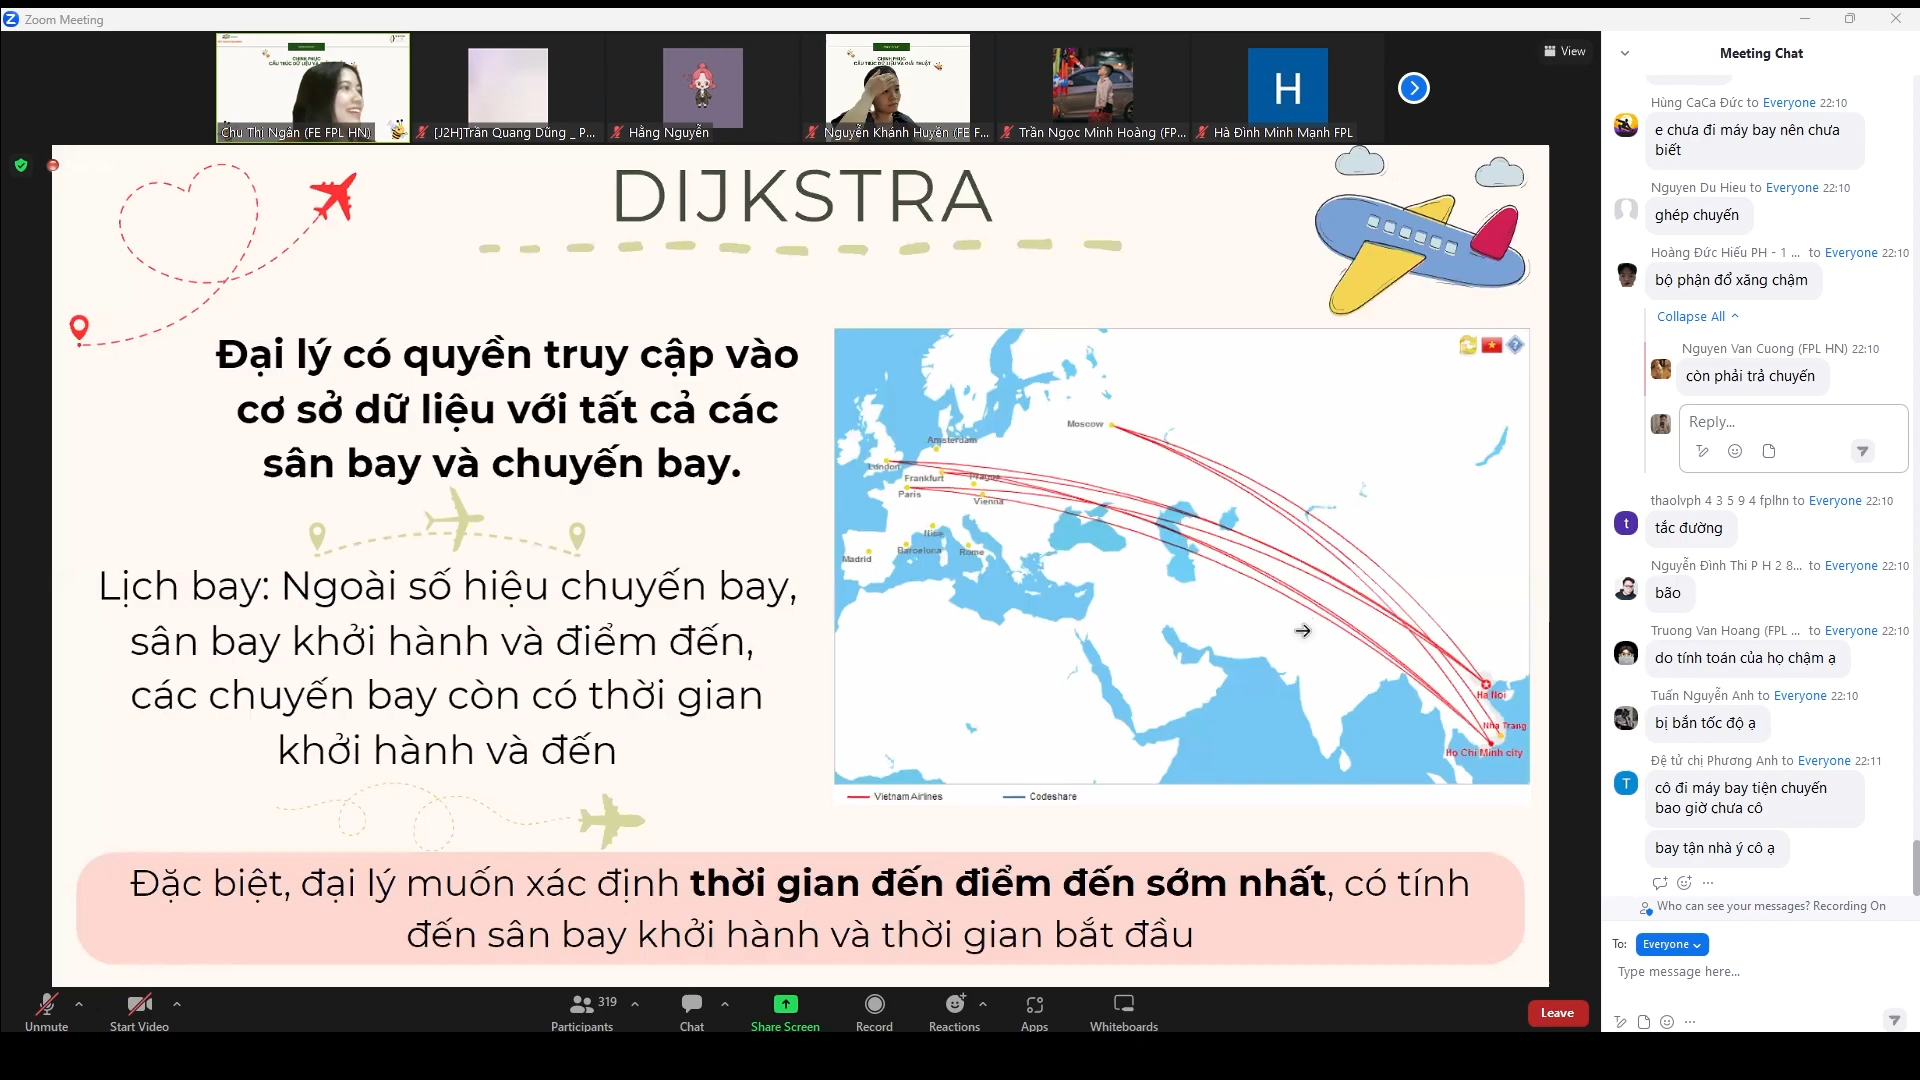 Zoom Meeting
View
CHINH PHỤC
CẤU TRÚC DỮ LIỆU VÀ GIẢI THUẬT
Chu Thị Ngân (FE FPL HN)
[J2H]Trần Quang Dũng _ P...
Hằng Nguyễn
Nguyễn Khánh Huyền (FE F...
Trần Ngọc Minh Hoàng (FP...
H
Hà Đình Minh Mạnh FPL
DIJKSTRA
Đại lý có quyền truy cập vào
cơ sở dữ liệu với tất cả các
sân bay và chuyến bay.
Lịch bay: Ngoài số hiệu chuyến bay,
sân bay khởi hành và điểm đến,
các chuyến bay còn có thời gian
khởi hành và đến
Moscow
Amsterdam
London
Frankfurt
Prague
Paris
Vienna
Nice
Barcelona
Rome
Madrid
Ha Noi
Nha Trang
Ho Chi Minh city
Vietnam Airlines
Codeshare
Đặc biệt, đại lý muốn xác định thời gian đến điểm đến sớm nhất, có tính
đến sân bay khởi hành và thời gian bắt đầu
Unmute
Start Video
319
Participants
Chat
Share Screen
Record
Reactions
Apps
Whiteboards
Leave
Meeting Chat
Hùng CaCa Đức to Everyone 22:10
e chưa đi máy bay nên chưa
biết
Nguyen Du Hieu to Everyone 22:10
ghép chuyến
Hoàng Đức Hiếu PH - 1 ... to Everyone 22:10
bộ phận đổ xăng chậm
Collapse All
Nguyen Van Cuong (FPL HN) 22:10
còn phải trả chuyến
Reply...
thaolvph 4 3 5 9 4 fplhn to Everyone 22:10
t
tắc đường
Nguyễn Đình Thi P H 2 8... to Everyone 22:10
bão
Truong Van Hoang (FPL ... to Everyone 22:10
do tính toán của họ chậm ạ
Tuấn Nguyễn Anh to Everyone 22:10
bị bắn tốc độ ạ
Đệ tử chị Phương Anh to Everyone 22:11
T
cô đi máy bay tiện chuyến
bao giờ chưa cô
bay tận nhà ý cô ạ
Who can see your messages? Recording On
To: Everyone
Type message here...